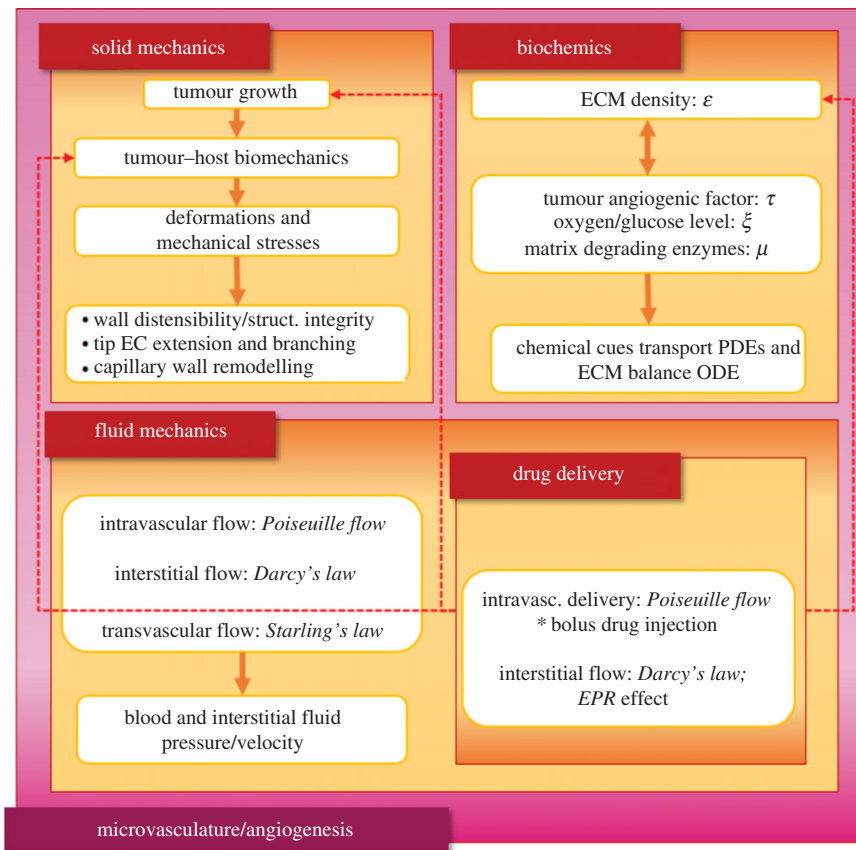 solid mechanics
tumour growth
tumour–host biomechanics
deformations and
mechanical stresses
• wall distensibility/struct. integrity
• tip EC extension and branching
• capillary wall remodelling
biochemics
ECM density: ε
tumour angiogenic factor: τ
oxygen/glucose level: ξ
matrix degrading enzymes: μ
chemical cues transport PDEs and
ECM balance ODE
fluid mechanics
intravascular flow: Poiseuille flow
interstitial flow: Darcy's law
transvascular flow: Starling's law
blood and interstitial fluid
pressure/velocity
drug delivery
intravasc. delivery: Poiseuille flow
* bolus drug injection
interstitial flow: Darcy's law;
EPR effect
microvasculature/angiogenesis